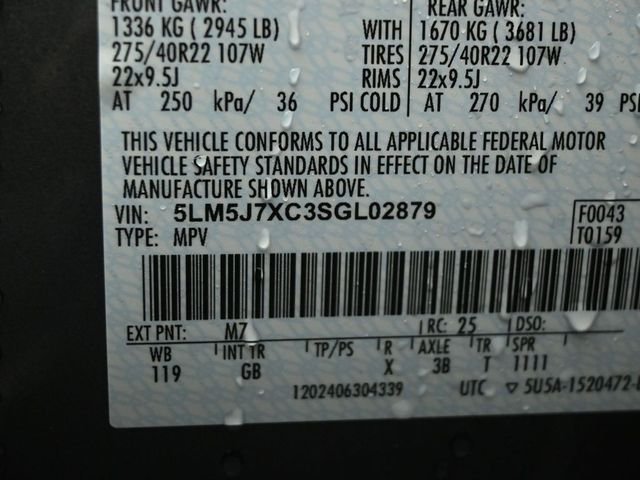 FRONT GAWR: REAR GAWR:
1336 KG ( 2945 LB) WITH 1670 KG ( 3681 LB)
275/40R22 107W TIRES 275/40R22 107W
22x9.5J RIMS 22x9.5J
AT 250 kPa/ 36 PSI COLD AT 270 kPa/ 39 PSI
THIS VEHICLE CONFORMS TO ALL APPLICABLE FEDERAL MOTOR
VEHICLE SAFETY STANDARDS IN EFFECT ON THE DATE OF
MANUFACTURE SHOWN ABOVE.
VIN: 5LM5J7XC3SGL02879 F0043
TYPE: MPV T0159
EXT PNT: M7 RC: 25 DSO:
WB INT TR TP/PS R AXLE TR SPR
119 GB X 3B T 1111
1202406304339 UTC ▽ 5U5A-1520472-